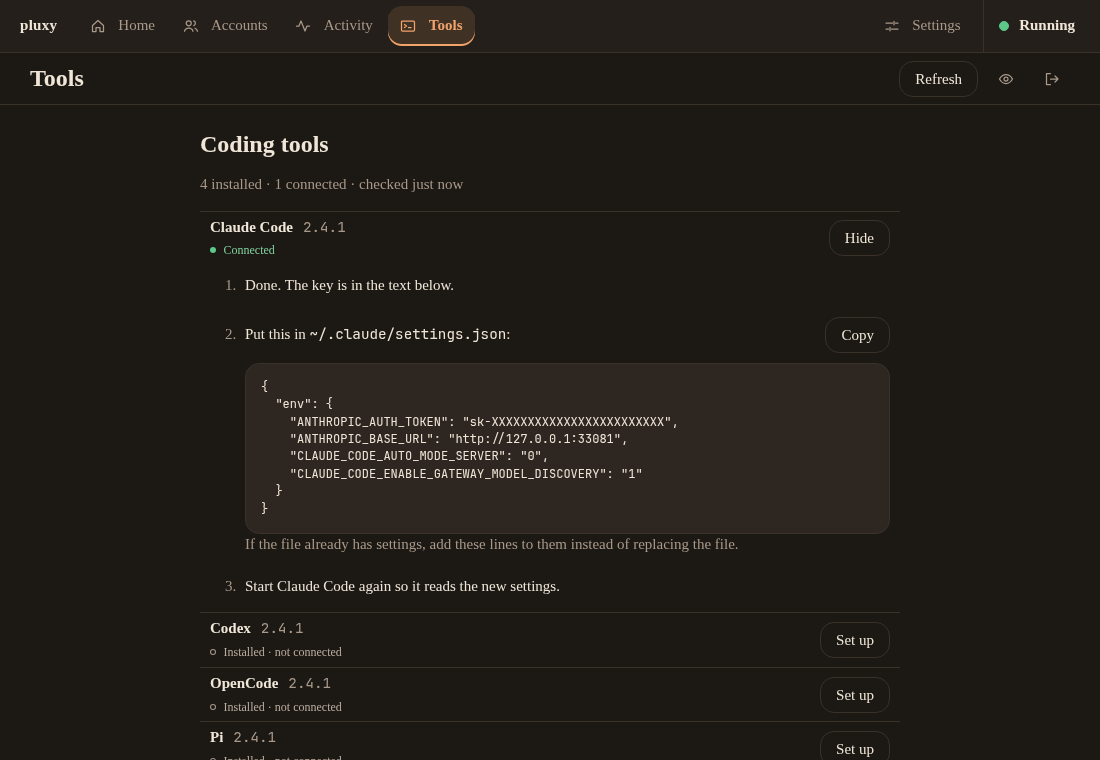 pluxy Home Accounts Activity Tools Settings Running
Tools Refresh
Coding tools
4 installed · 1 connected · checked just now
Claude Code 2.4.1
Connected
Hide
1. Done. The key is in the text below.
2. Put this in ~/.claude/settings.json:
Copy
{
  "env": {
    "ANTHROPIC_AUTH_TOKEN": "sk-XXXXXXXXXXXXXXXXXXXXXXXX",
    "ANTHROPIC_BASE_URL": "http://127.0.0.1:33081",
    "CLAUDE_CODE_AUTO_MODE_SERVER": "0",
    "CLAUDE_CODE_ENABLE_GATEWAY_MODEL_DISCOVERY": "1"
  }
}
If the file already has settings, add these lines to them instead of replacing the file.
3. Start Claude Code again so it reads the new settings.
Codex 2.4.1
Installed · not connected
Set up
OpenCode 2.4.1
Installed · not connected
Set up
Pi 2.4.1
Installed · not connected
Set up